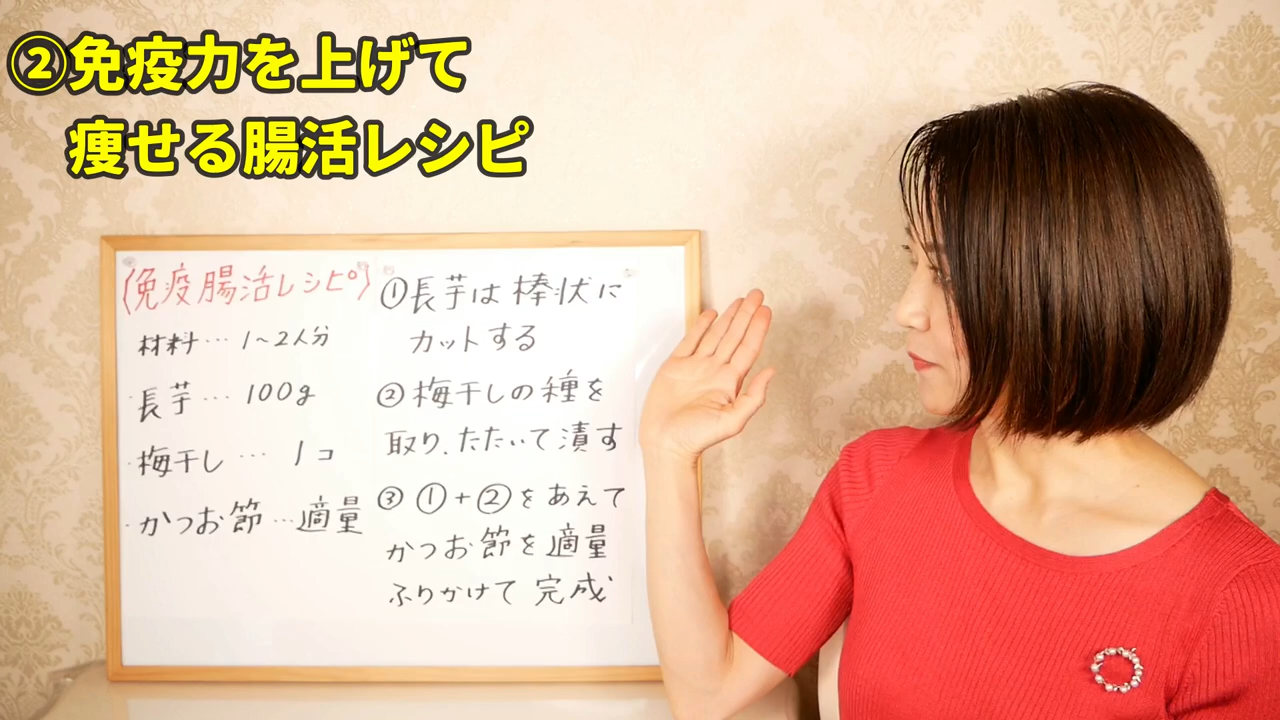 ②免疫力を上げて
痩せる腸活レシピ
〈免疫腸活レシピ〉
材料…1〜2人分
・長芋…100g
・梅干し…1コ
・かつお節…適量
①長芋は棒状に
カットする
②梅干しの種を
取り、たたいて潰す
③①+②をあえて
かつお節を適量
ふりかけて完成